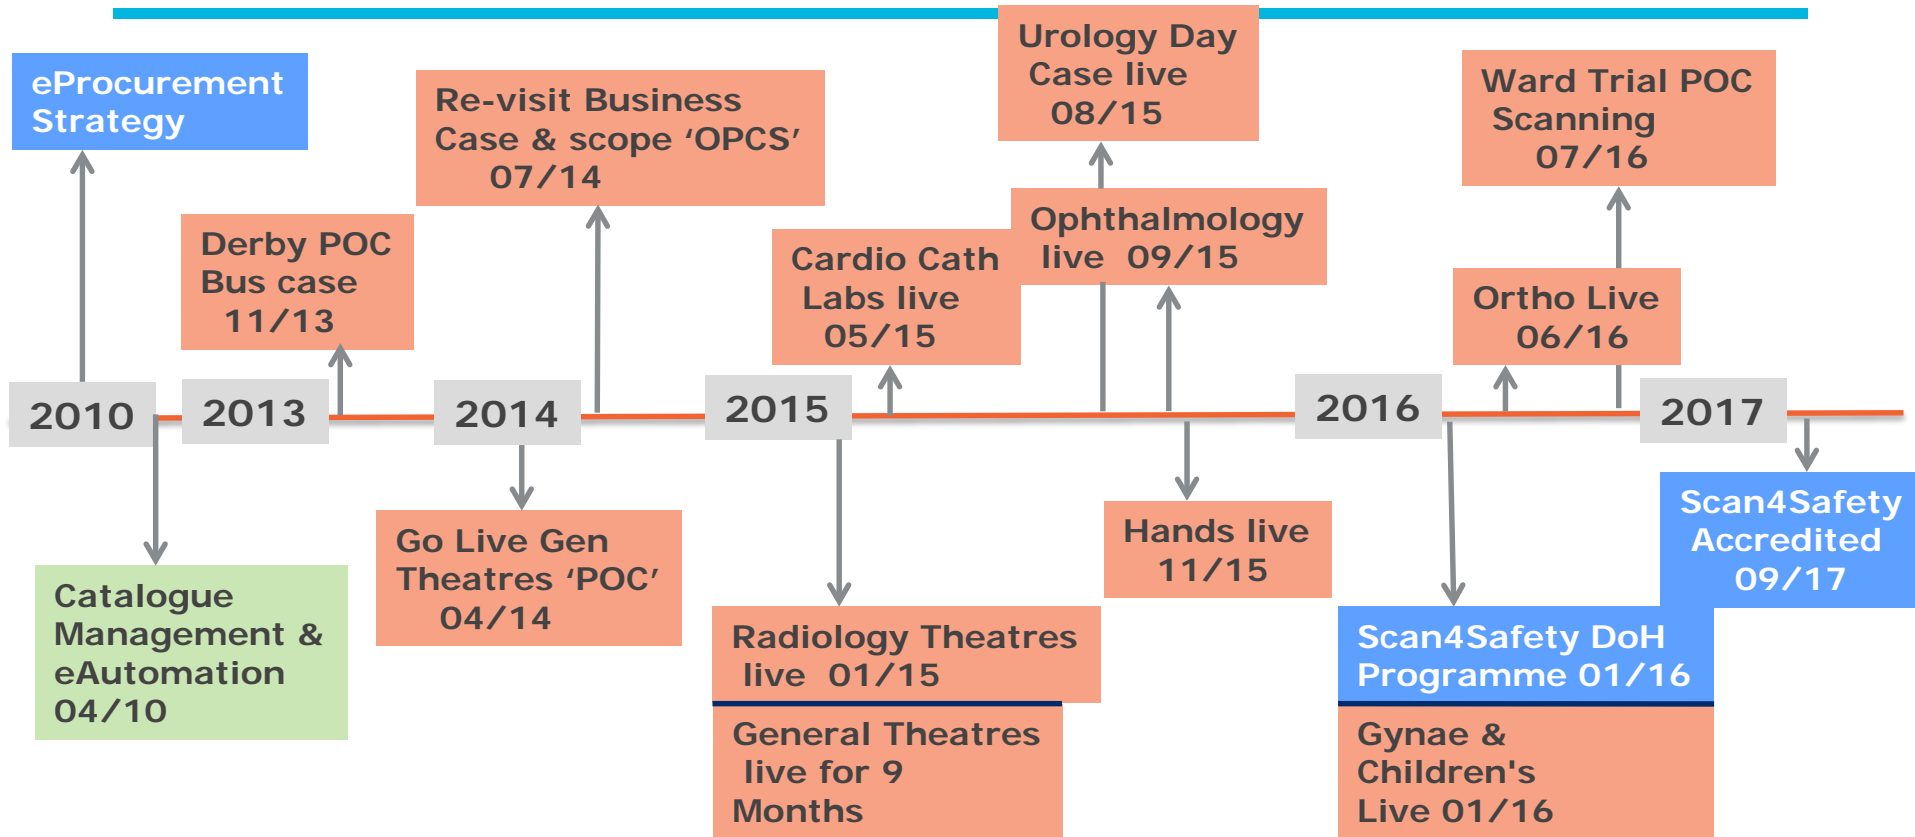 eProcurement
Strategy
Derby POC
Bus case
11/13
Re-visit Business
Case & scope ‘OPCS’
07/14
Cardio Cath
Labs live
05/15
Urology Day
Case live
08/15
Ophthalmology
live 09/15
Ward Trial POC
Scanning
07/16
Ortho Live
06/16
2010
2013
2014
2015
2016
2017
Catalogue
Management &
eAutomation
04/10
Go Live Gen
Theatres ‘POC’
04/14
Radiology Theatres
live 01/15
General Theatres
live for 9
Months
Hands live
11/15
Scan4Safety DoH
Programme 01/16
Gynae &
Children's
Live 01/16
Scan4Safety
Accredited
09/17